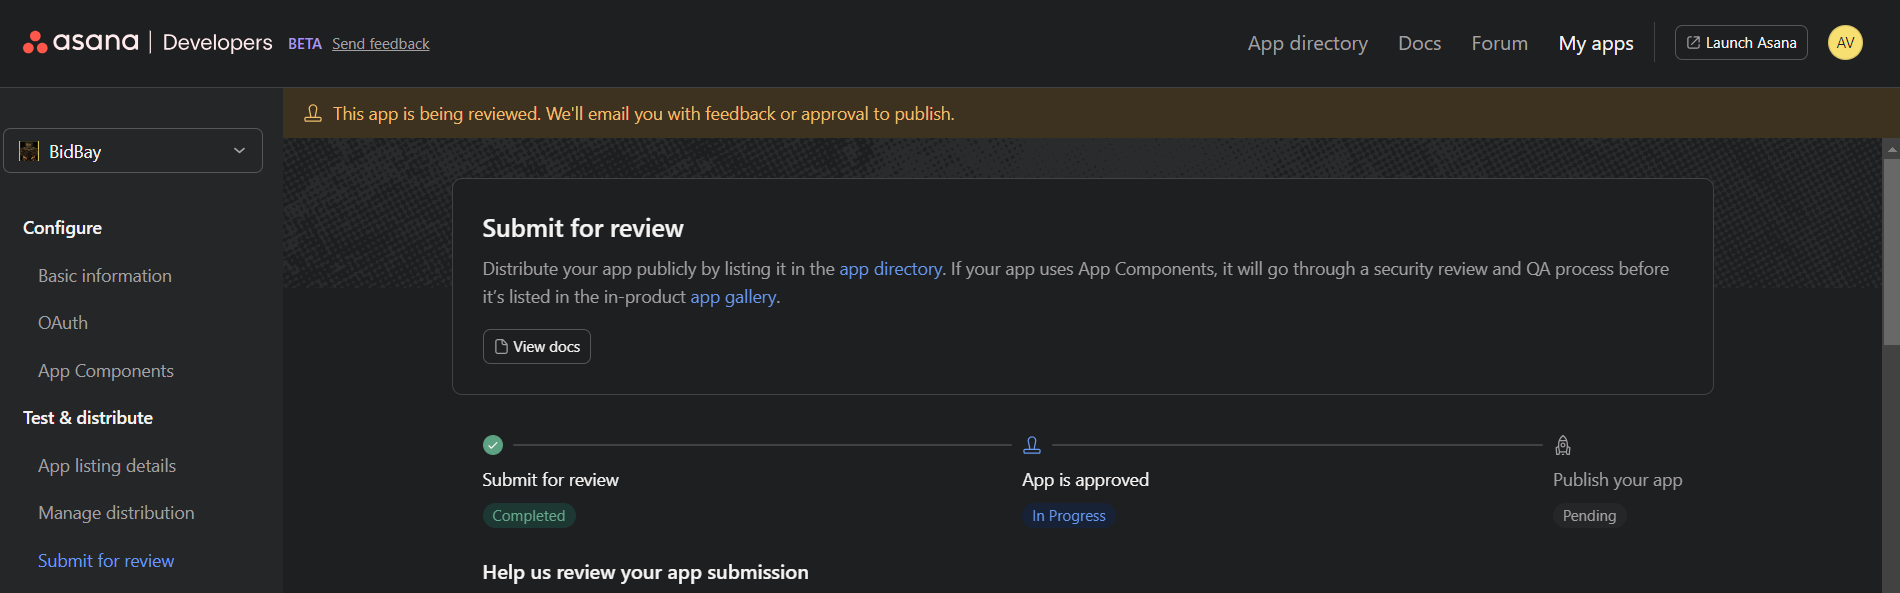 asana | Developers BETA Send feedback
App directory Docs Forum My apps Launch Asana AV
This app is being reviewed. We'll email you with feedback or approval to publish.
BidBay
Configure
Basic information
OAuth
App Components
Test & distribute
App listing details
Manage distribution
Submit for review
Submit for review
Distribute your app publicly by listing it in the app directory. If your app uses App Components, it will go through a security review and QA process before
it’s listed in the in-product app gallery.
View docs
Submit for review
Completed
App is approved
In Progress
Publish your app
Pending
Help us review your app submission